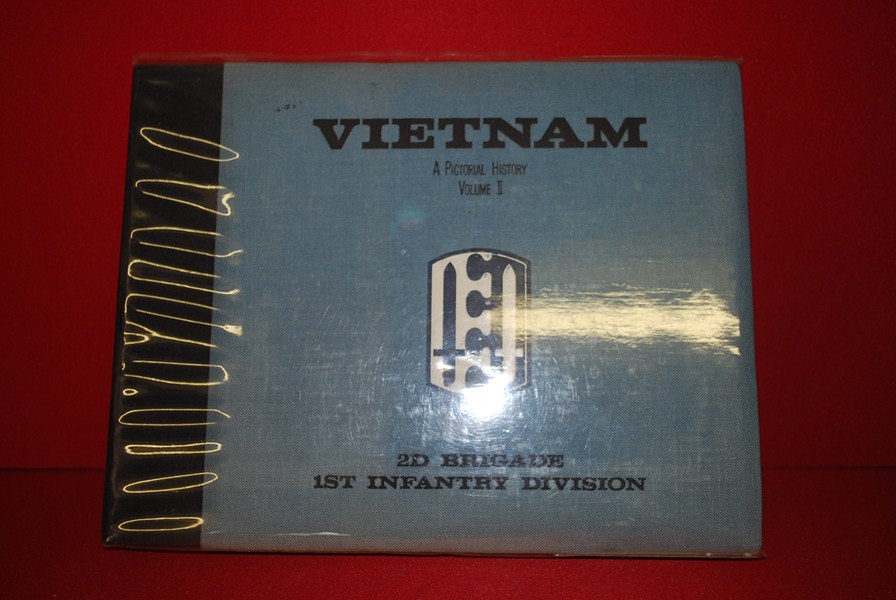 VIETNAM
A PICTORIAL HISTORY
VOLUME II
2D BRIGADE
1ST INFANTRY DIVISION